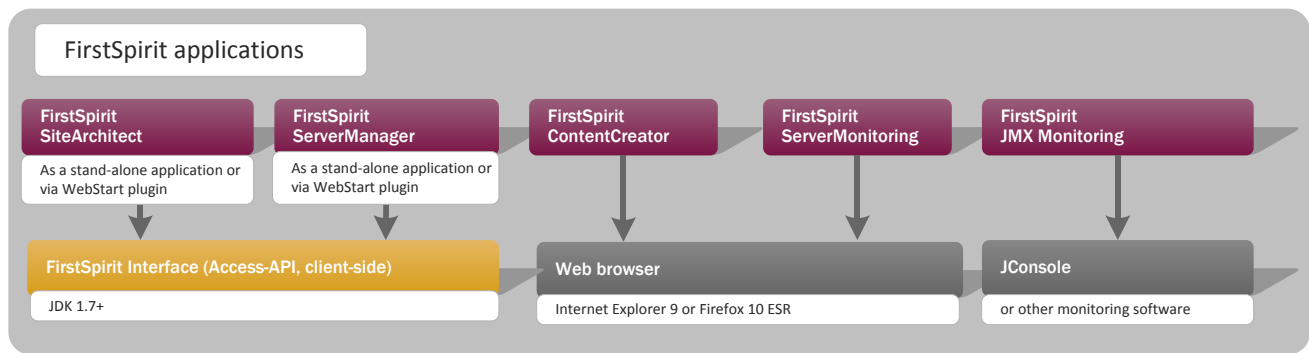 FirstSpirit applications
FirstSpirit
SiteArchitect
As a stand-alone application or
via WebStart plugin
FirstSpirit
ServerManager
As a stand-alone application or
via WebStart plugin
FirstSpirit
ContentCreator
FirstSpirit
ServerMonitoring
FirstSpirit
JMX Monitoring
FirstSpirit Interface (Access-API, client-side)
JDK 1.7+
Web browser
Internet Explorer 9 or Firefox 10 ESR
JConsole
or other monitoring software